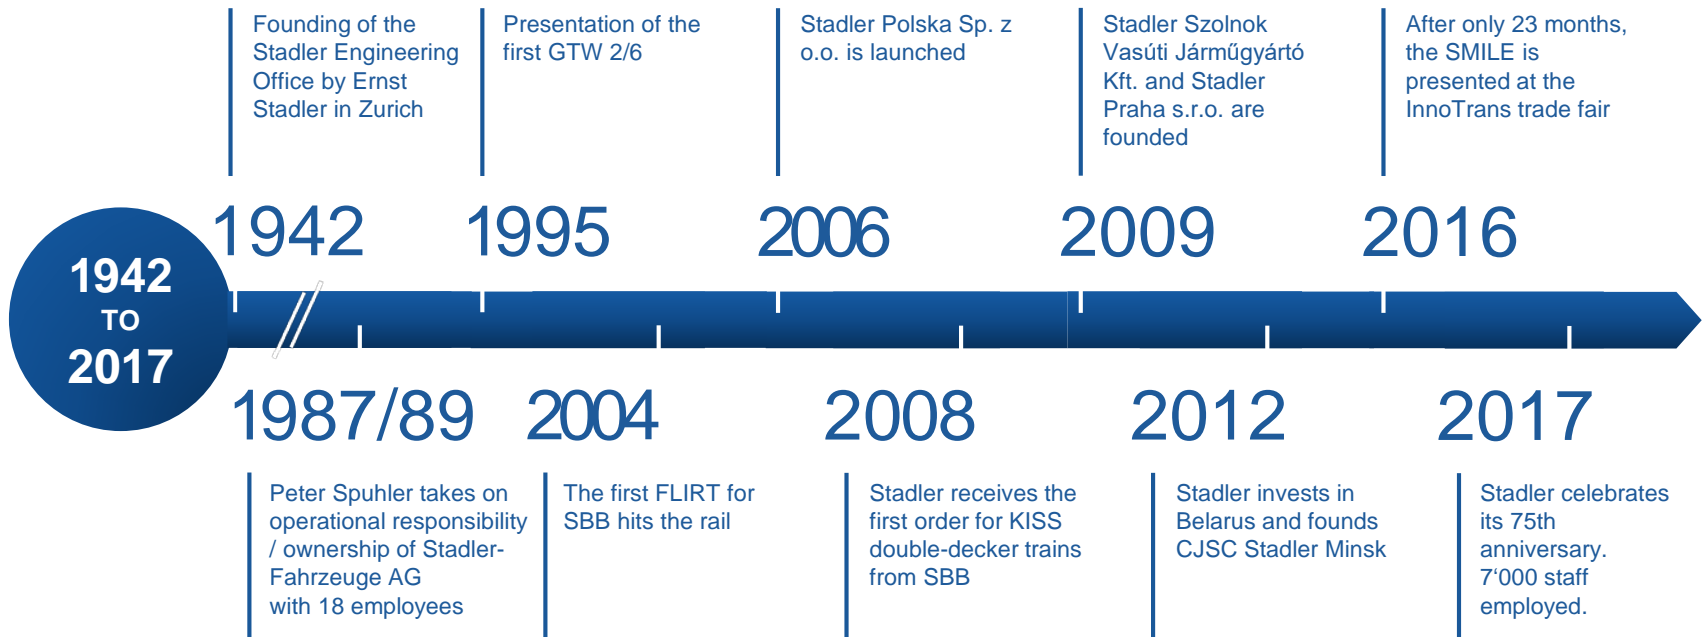 Founding of the
Stadler Engineering
Office by Ernst
Stadler in Zurich
Presentation of the
first GTW 2/6
Stadler Polska Sp. z
o.o. is launched
Stadler Szolnok
Vasúti Járműgyártó
Kft. and Stadler
Praha s.r.o. are
founded
After only 23 months,
the SMILE is
presented at the
InnoTrans trade fair
1942
1995
2006
2009
2016
1942
TO
2017
1987/89
2004
2008
2012
2017
Peter Spuhler takes on
operational responsibility
/ ownership of Stadler-
Fahrzeuge AG
with 18 employees
The first FLIRT for
SBB hits the rail
Stadler receives the
first order for KISS
double-decker trains
from SBB
Stadler invests in
Belarus and founds
CJSC Stadler Minsk
Stadler celebrates
its 75th
anniversary.
7‘000 staff
employed.